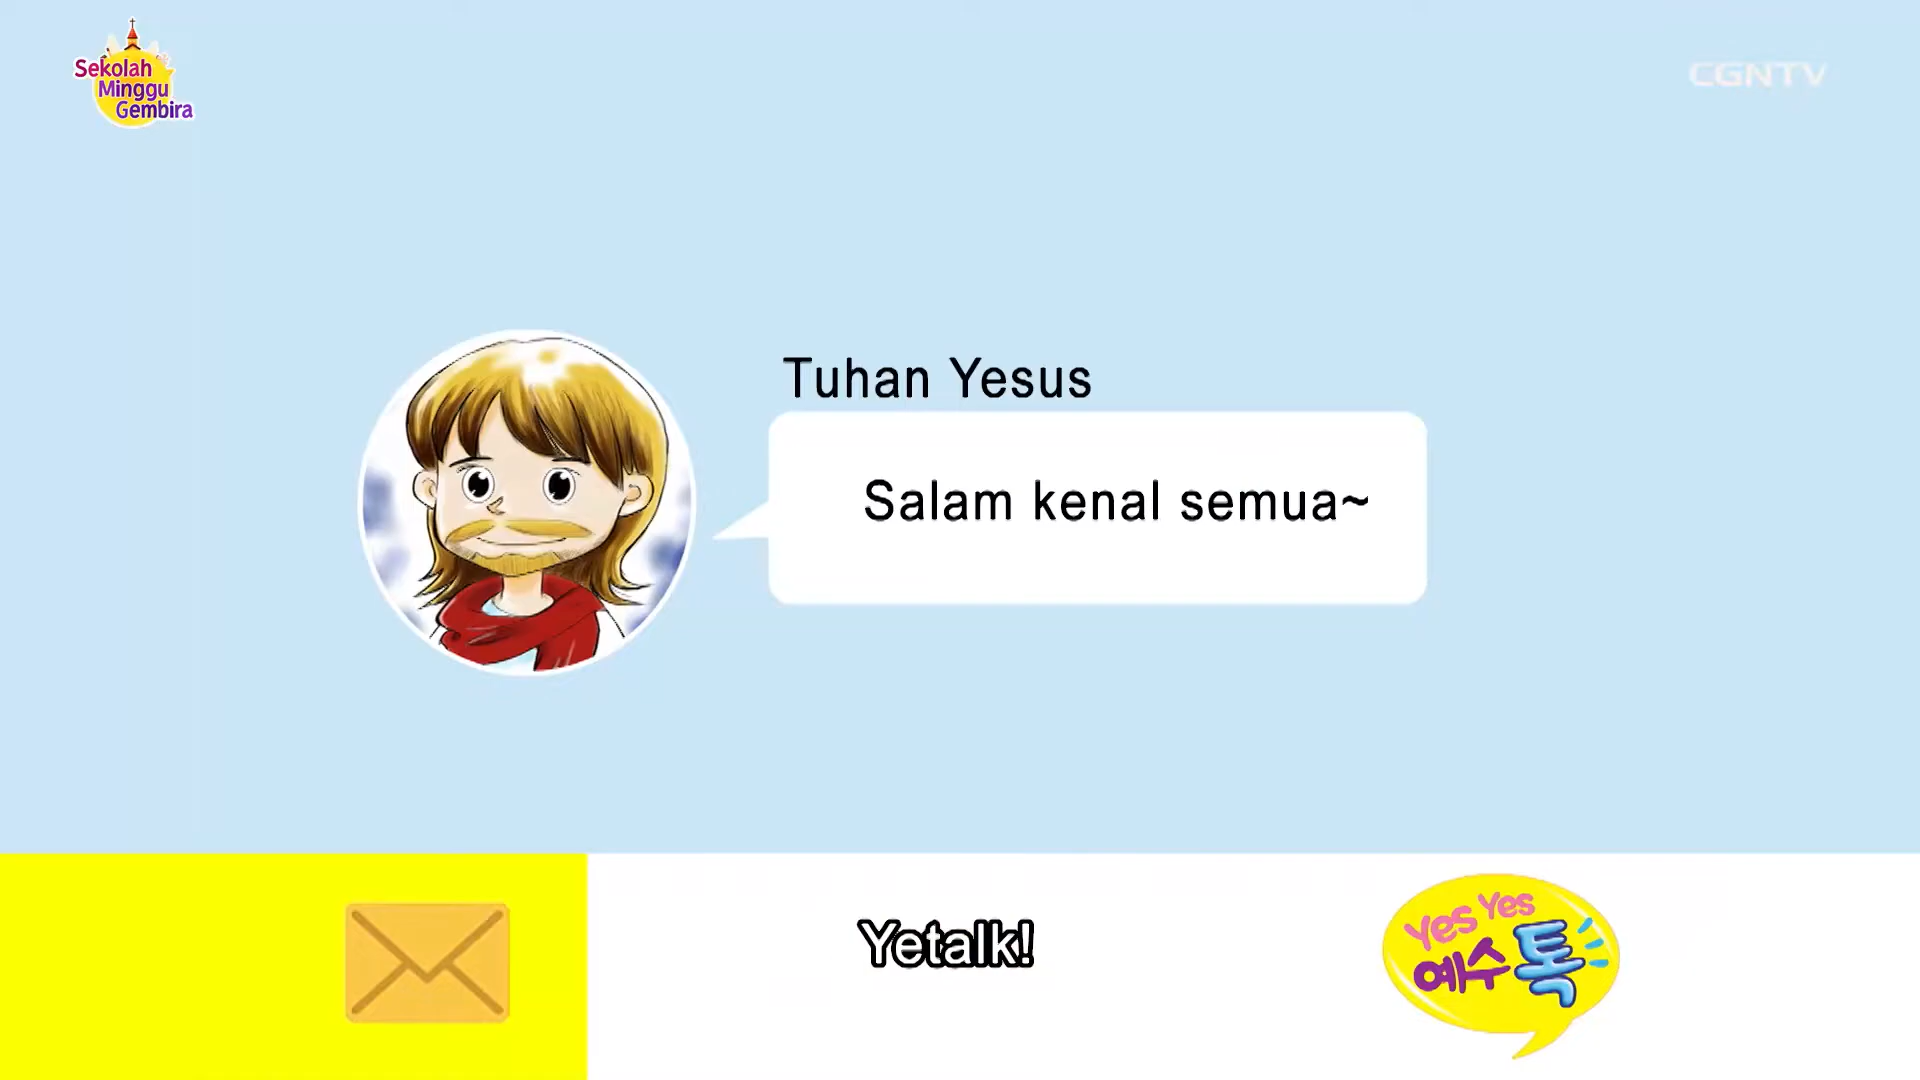 Sekolah
Minggu
Gembira
CGNTV
Tuhan Yesus
Salam kenal semua~
Yetalk!
Yes Yes
예수톡